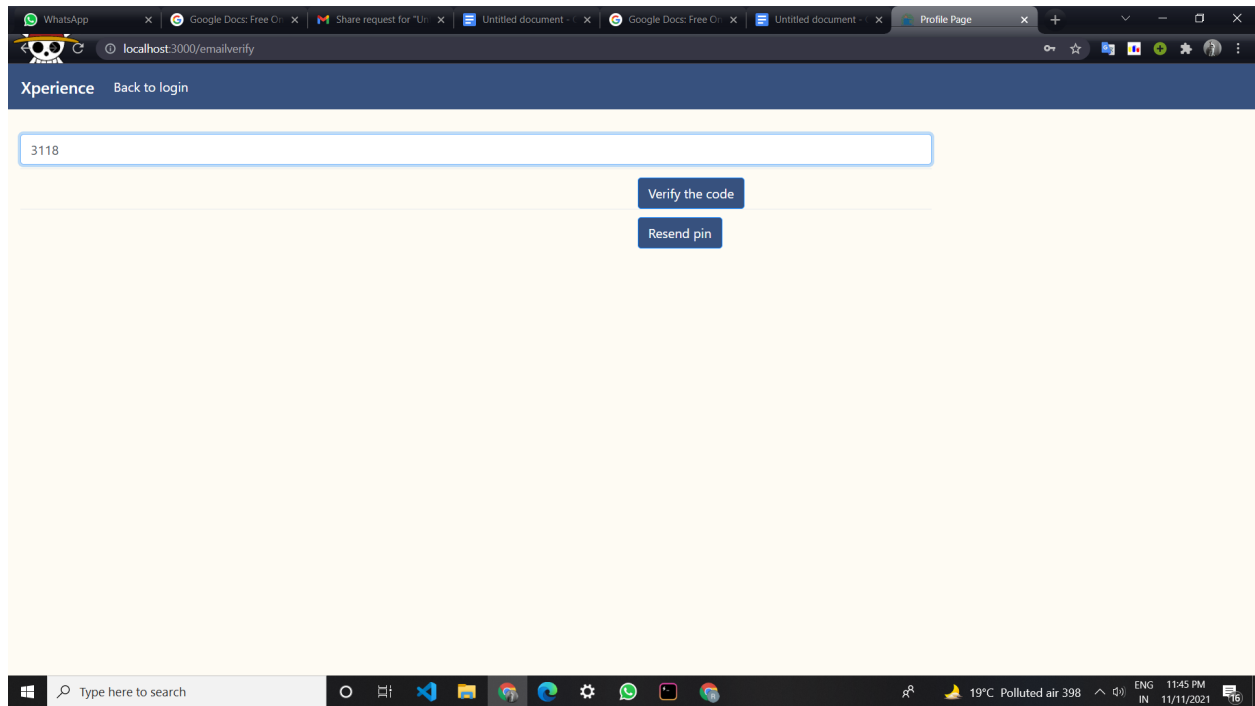 WhatsApp
Google Docs: Free On
Share request for "Un
Untitled document - G
Google Docs: Free On
Untitled document - G
Profile Page
localhost:3000/emailverify
Xperience Back to login
3118
Verify the code
Resend pin
Type here to search
19°C Polluted air 398
ENG 11:45 PM
IN 11/11/2021
16